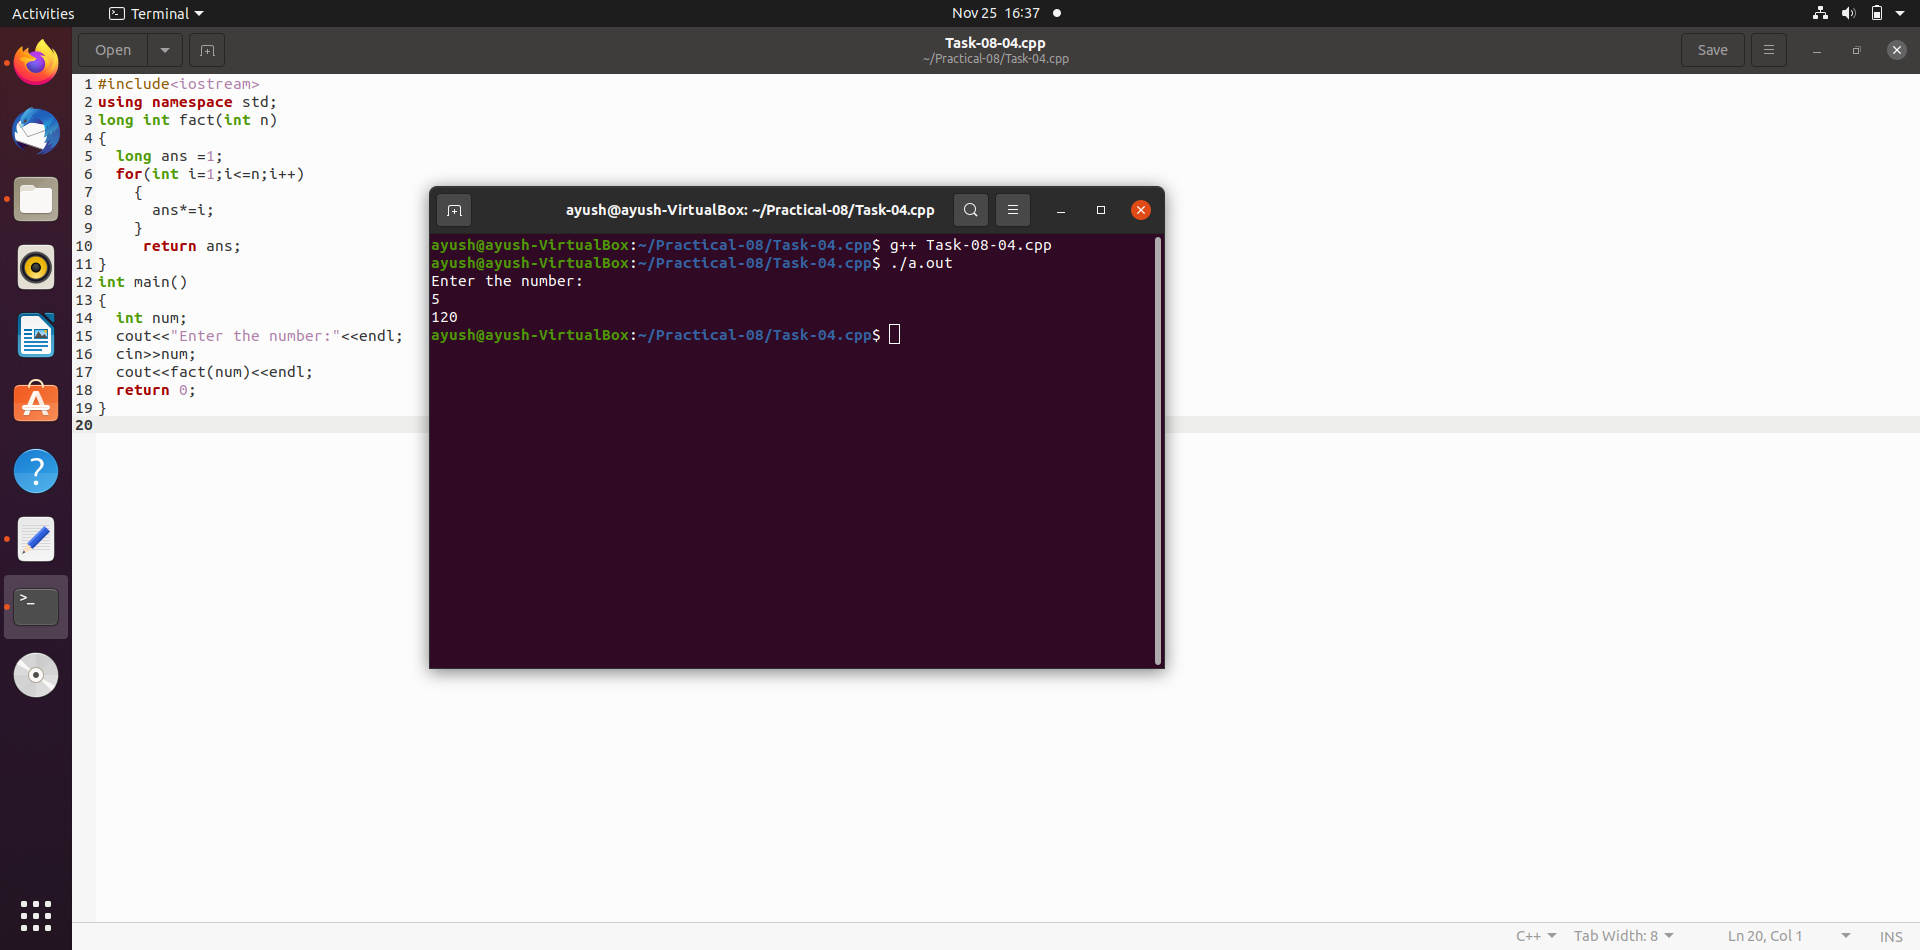 Activities
Terminal
Nov 25 16:37
Open
Task-08-04.cpp
~/Practical-08/Task-04.cpp
Save
1 #include<iostream>
2 using namespace std;
3 long int fact(int n)
4 {
5   long ans =1;
6   for(int i=1;i<=n;i++)
7     {
8       ans*=i;
9     }
10      return ans;
11 }
12 int main()
13 {
14   int num;
15   cout<<"Enter the number:"<<endl;
16   cin>>num;
17   cout<<fact(num)<<endl;
18   return 0;
19 }
20
ayush@ayush-VirtualBox: ~/Practical-08/Task-04.cpp
ayush@ayush-VirtualBox:~/Practical-08/Task-04.cpp$ g++ Task-08-04.cpp
ayush@ayush-VirtualBox:~/Practical-08/Task-04.cpp$ ./a.out
Enter the number:
5
120
ayush@ayush-VirtualBox:~/Practical-08/Task-04.cpp$
C++
Tab Width: 8
Ln 20, Col 1
INS